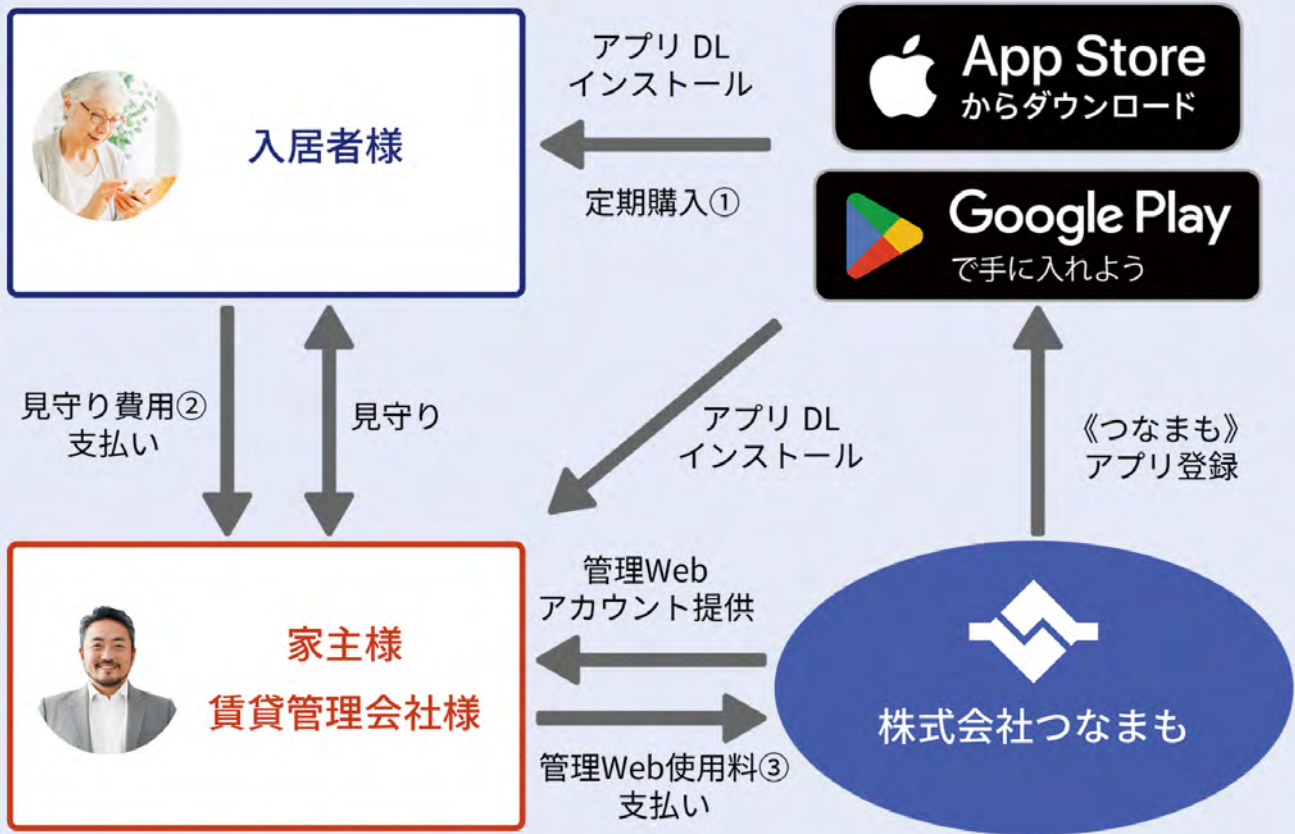 入居者様
アプリ DL
インストール
定期購入①
App Store
からダウンロード
Google Play
で手に入れよう
見守り費用②
支払い
見守り
アプリ DL
インストール
《つなまも》
アプリ登録
家主様
賃貸管理会社様
管理Web
アカウント提供
管理Web使用料③
支払い
株式会社つなまも